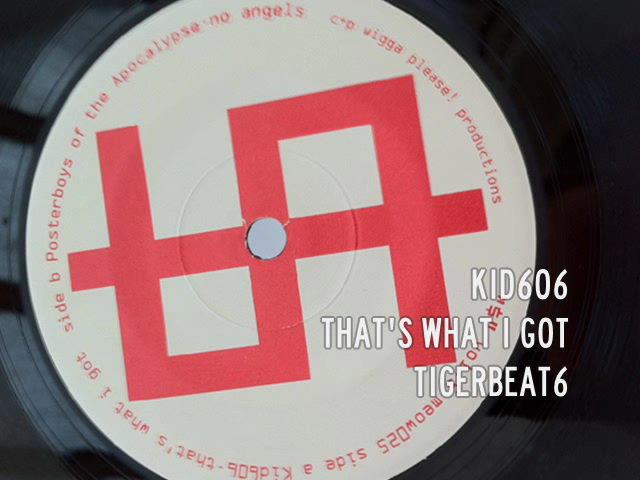 side b Posterboys of the Apocalypse-no angels
c+p wigga please! productions
meow025 side a Kid606-that's what i got
KID606
THAT'S WHAT I GOT
TIGERBEAT6